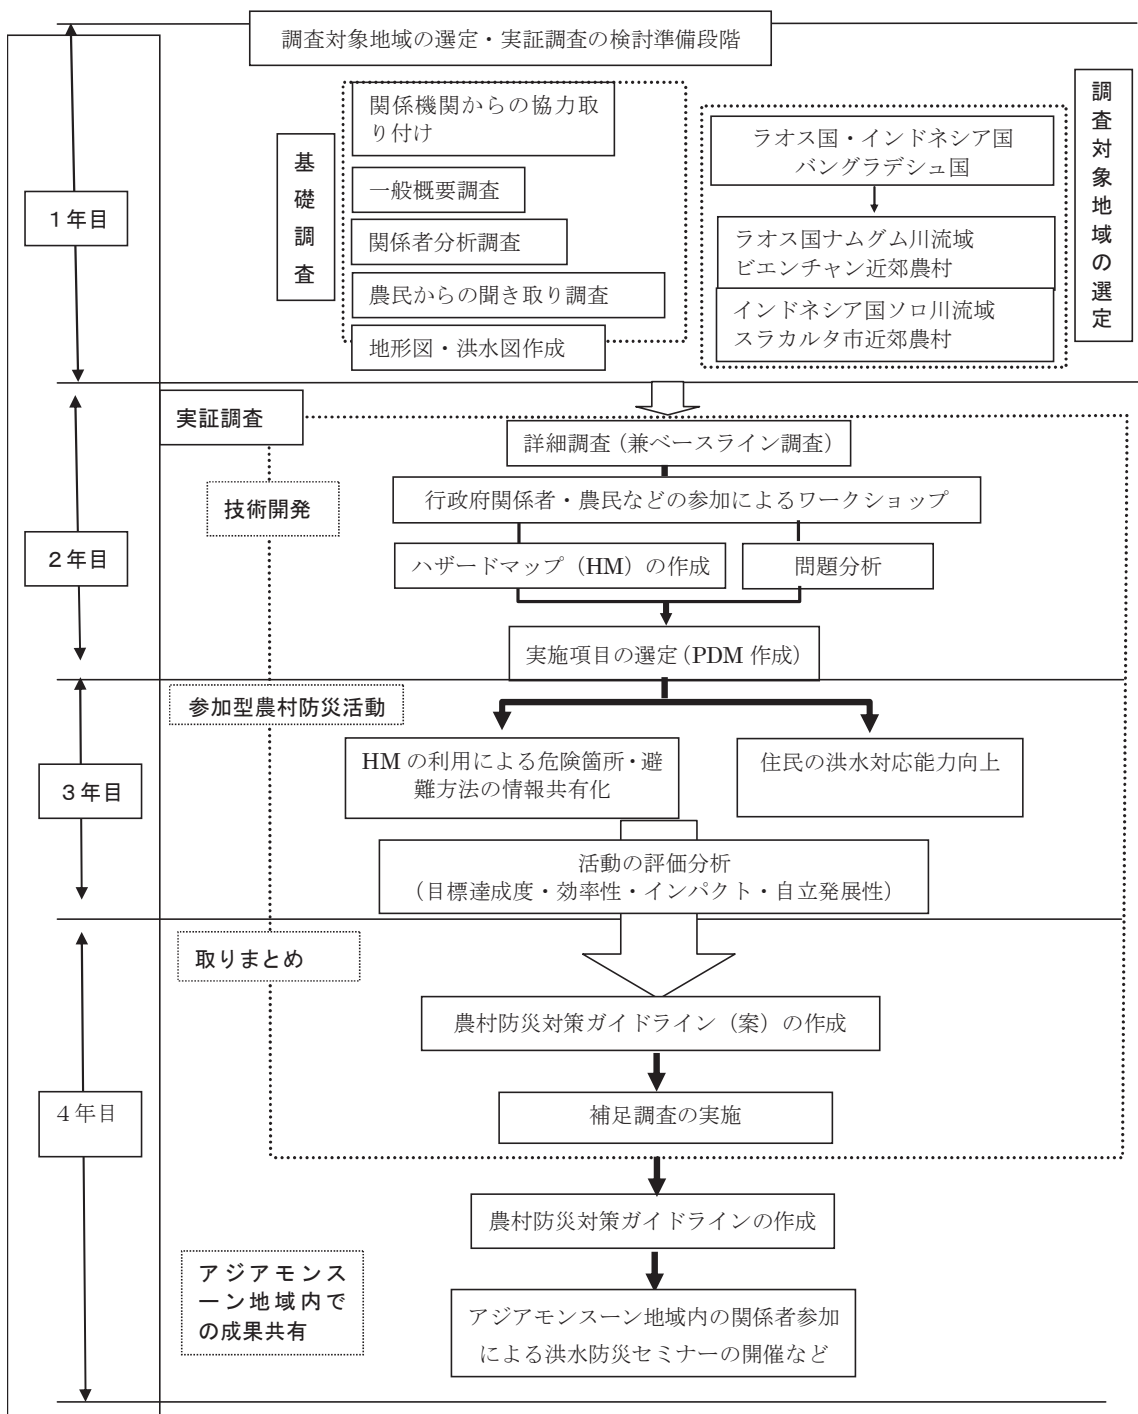 調査対象地域の選定・実証調査の検討準備段階
1年目
基礎調査
関係機関からの協力取
り付け
一般概要調査
関係者分析調査
農民からの聞き取り調査
地形図・洪水図作成
調査対象地域の選定
ラオス国・インドネシア国
バングラデシュ国
ラオス国ナムグム川流域
ビエンチャン近郊農村
インドネシア国ソロ川流域
スラカルタ市近郊農村
2年目
実証調査
技術開発
詳細調査(兼ベースライン調査)
行政府関係者・農民などの参加によるワークショップ
ハザードマップ(HM)の作成
問題分析
実施項目の選定(PDM 作成)
3年目
参加型農村防災活動
HM の利用による危険箇所・避
難方法の情報共有化
住民の洪水対応能力向上
活動の評価分析
(目標達成度・効率性・インパクト・自立発展性)
4年目
取りまとめ
農村防災対策ガイドライン(案)の作成
補足調査の実施
農村防災対策ガイドラインの作成
アジアモンス
ーン地域内で
の成果共有
アジアモンスーン地域内の関係者参加
による洪水防災セミナーの開催など